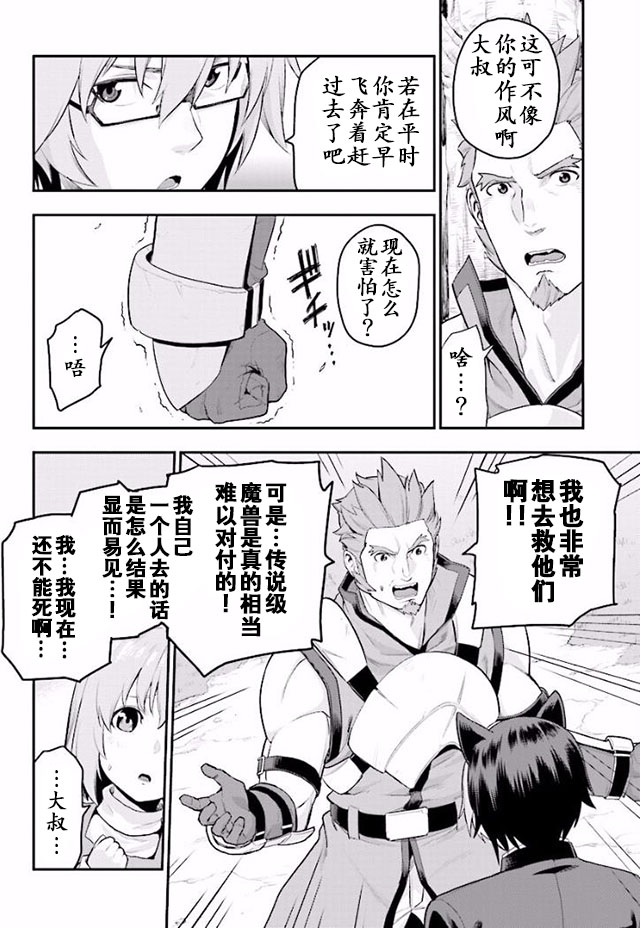 这可不像
你的作风啊
大叔
啥…？
若在平时
你肯定早
飞奔着赶
过去了吧
现在怎么
就害怕了？
…唔
我也非常
想去救他们
啊!!
可是…传说级
魔兽是真的相当
难以对付的！
我自己
一个人去的话
是怎么结果
显而易见…！
我…我现在…
还不能死啊…
…大叔…